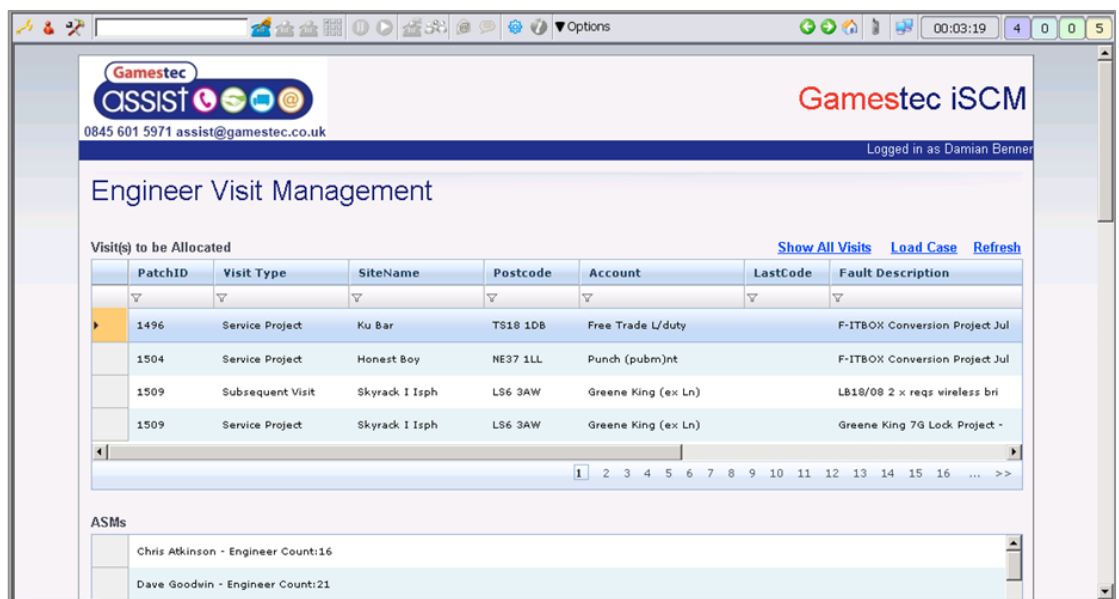 Options
00:03:19
4 0 0 5
Gamestec
assist
0845 601 5971 assist@gamestec.co.uk
Gamestec iSCM
Logged in as Damian Benner
Engineer Visit Management
Visit(s) to be Allocated
Show All Visits Load Case Refresh
PatchID Visit Type SiteName Postcode Account LastCode Fault Description
1496 Service Project Ku Bar TS18 1DB Free Trade L/duty F-ITBOX Conversion Project Jul
1504 Service Project Honest Boy NE37 1LL Punch (pubm)nt F-ITBOX Conversion Project Jul
1509 Subsequent Visit Skyrack I Isph LS6 3AW Greene King (ex Ln) LB18/08 2 x reqs wireless bri
1509 Service Project Skyrack I Isph LS6 3AW Greene King (ex Ln) Greene King 7G Lock Project -
1 2 3 4 5 6 7 8 9 10 11 12 13 14 15 16 ... >>
ASMs
Chris Atkinson - Engineer Count:16
Dave Goodwin - Engineer Count:21